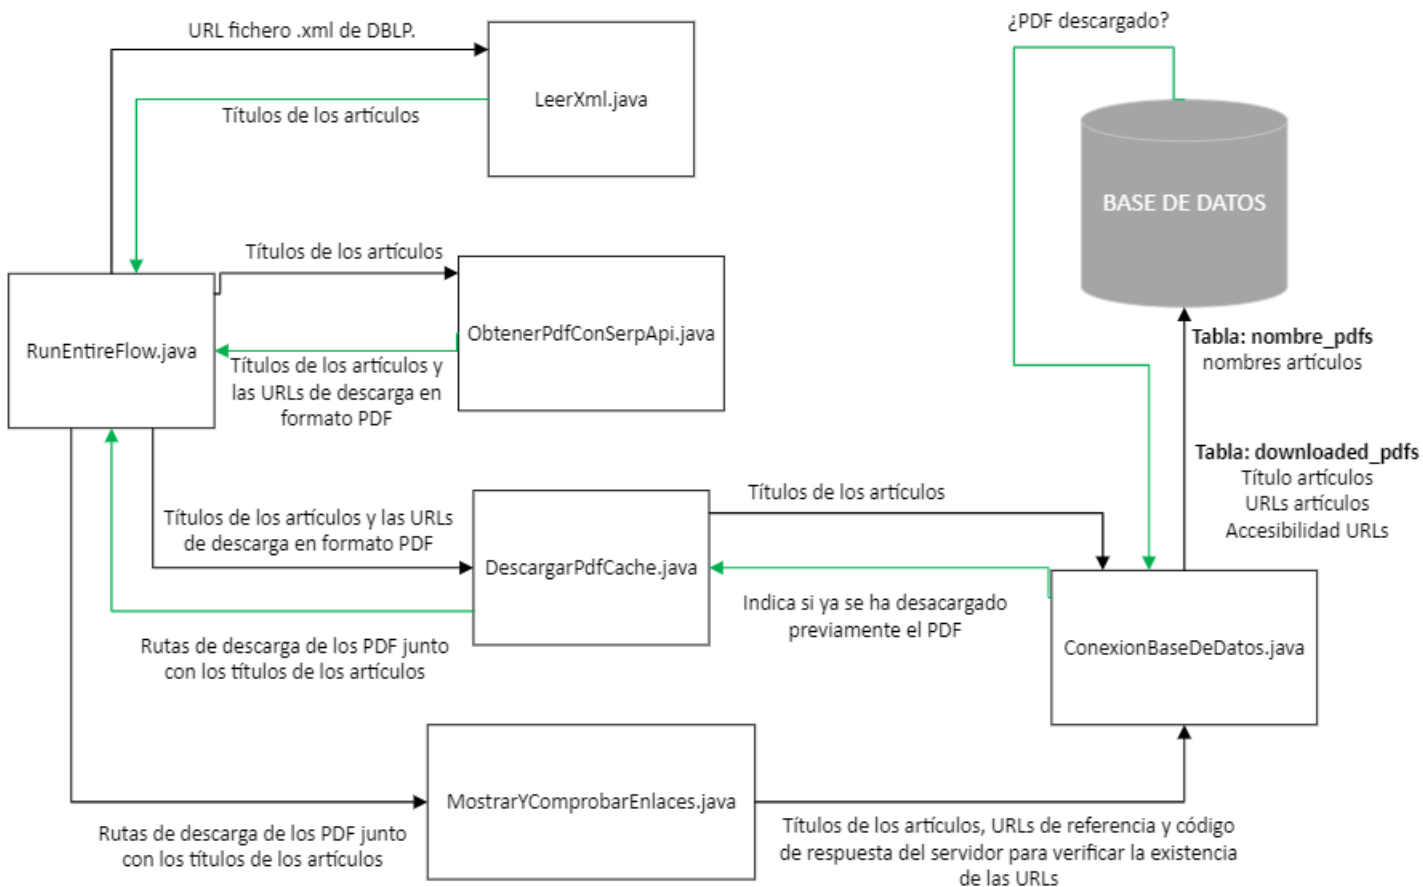 URL fichero .xml de DBLP.
LeerXml.java
Títulos de los artículos
¿PDF descargado?
BASE DE DATOS
Títulos de los artículos
ObtenerPdfConSerpApi.java
RunEntireFlow.java
Títulos de los artículos y
las URLs de descarga en
formato PDF
Tabla: nombre_pdfs
nombres artículos
Tabla: downloaded_pdfs
Título artículos
URLs artículos
Accesibilidad URLs
Títulos de los artículos y las URLs
de descarga en formato PDF
DescargarPdfCache.java
Títulos de los artículos
Indica si ya se ha desacargado
previamente el PDF
ConexionBaseDeDatos.java
Rutas de descarga de los PDF junto
con los títulos de los artículos
MostrarYComprobarEnlaces.java
Rutas de descarga de los PDF junto
con los títulos de los artículos
Títulos de los artículos, URLs de referencia y código
de respuesta del servidor para verificar la existencia
de las URLs